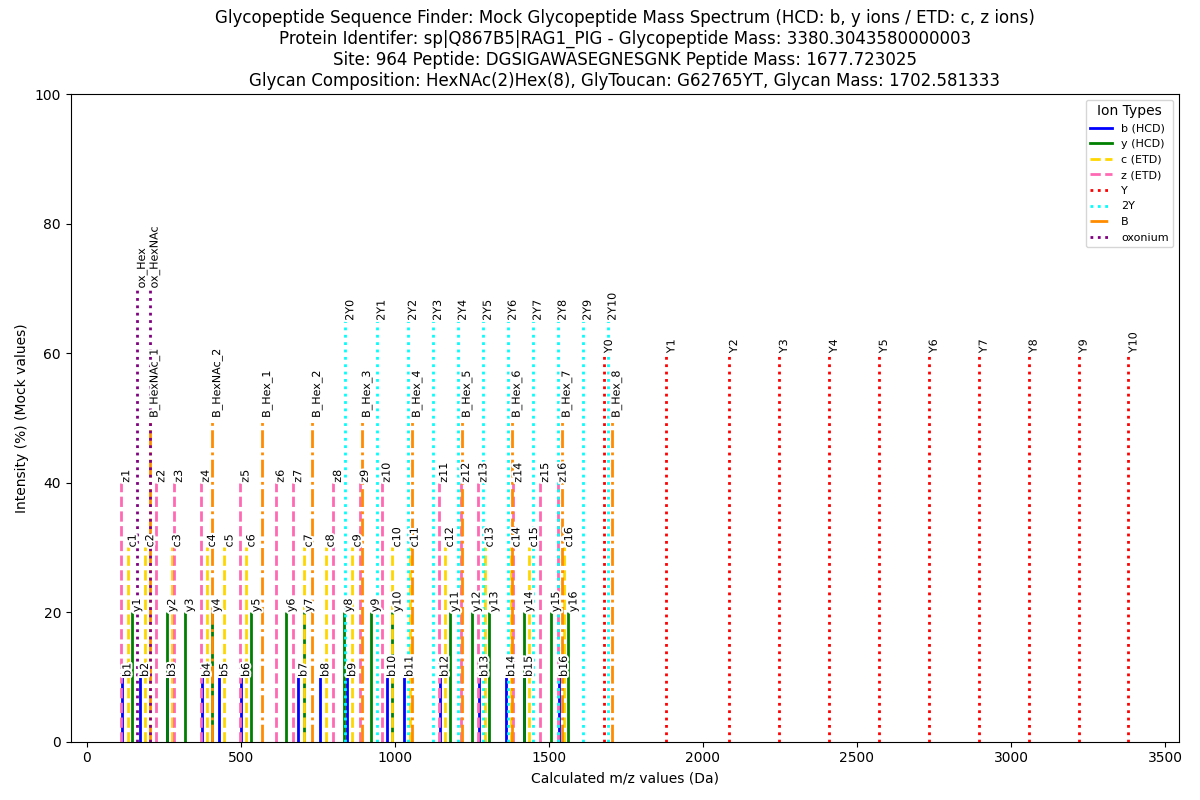 Glycopeptide Sequence Finder: Mock Glycopeptide Mass Spectrum (HCD: b, y ions / ETD: c, z ions)
Protein Identifer: sp|Q867B5|RAG1_PIG - Glycopeptide Mass: 3380.3043580000003
Site: 964 Peptide: DGSIGAWASEGNESGNK Peptide Mass: 1677.723025
Glycan Composition: HexNAc(2)Hex(8), GlyToucan: G62765YT, Glycan Mass: 1702.581333
Intensity (%) (Mock values)
100
80
60
40
20
0
Ion Types
b (HCD)
y (HCD)
c (ETD)
z (ETD)
Y
2Y
B
oxonium
ox_Hex
ox_HexNAc
2Y0
2Y1
2Y2
2Y3
2Y4
2Y5
2Y6
2Y7
2Y8
2Y9
2Y10
Y0
Y1
Y2
Y3
Y4
Y5
Y6
Y7
Y8
Y9
Y10
B_HexNAc_1
B_HexNAc_2
B_Hex_1
B_Hex_2
B_Hex_3
B_Hex_4
B_Hex_5
B_Hex_6
B_Hex_7
B_Hex_8
z1
z2
z3
z4
z5
z6
z7
z8
z9
z10
z11
z12
z13
z14
z15
z16
c1
c2
c3
c4
c5
c6
c7
c8
c9
c10
c11
c12
c13
c14
c15
c16
y1
y2
y3
y4
y5
y6
y7
y8
y9
y10
y11
y12
y13
y14
y15
y16
b1
b2
b3
b4
b5
b6
b7
b8
b9
b10
b11
b12
b13
b14
b15
b16
0
500
1000
1500
2000
2500
3000
3500
Calculated m/z values (Da)